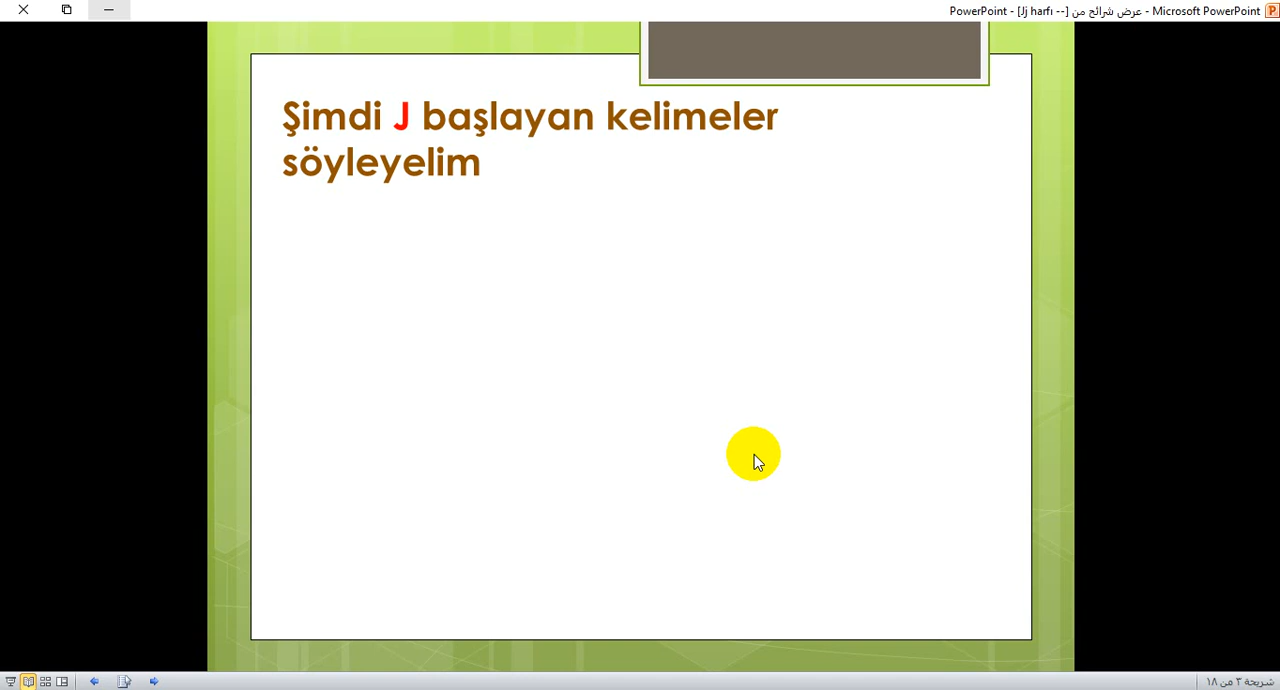 عرض شرائح من [Jj harfı --] - Microsoft PowerPoint - PowerPoint
Şimdi J başlayan kelimeler
söyleyelim
شريحة ٣ من ١٨